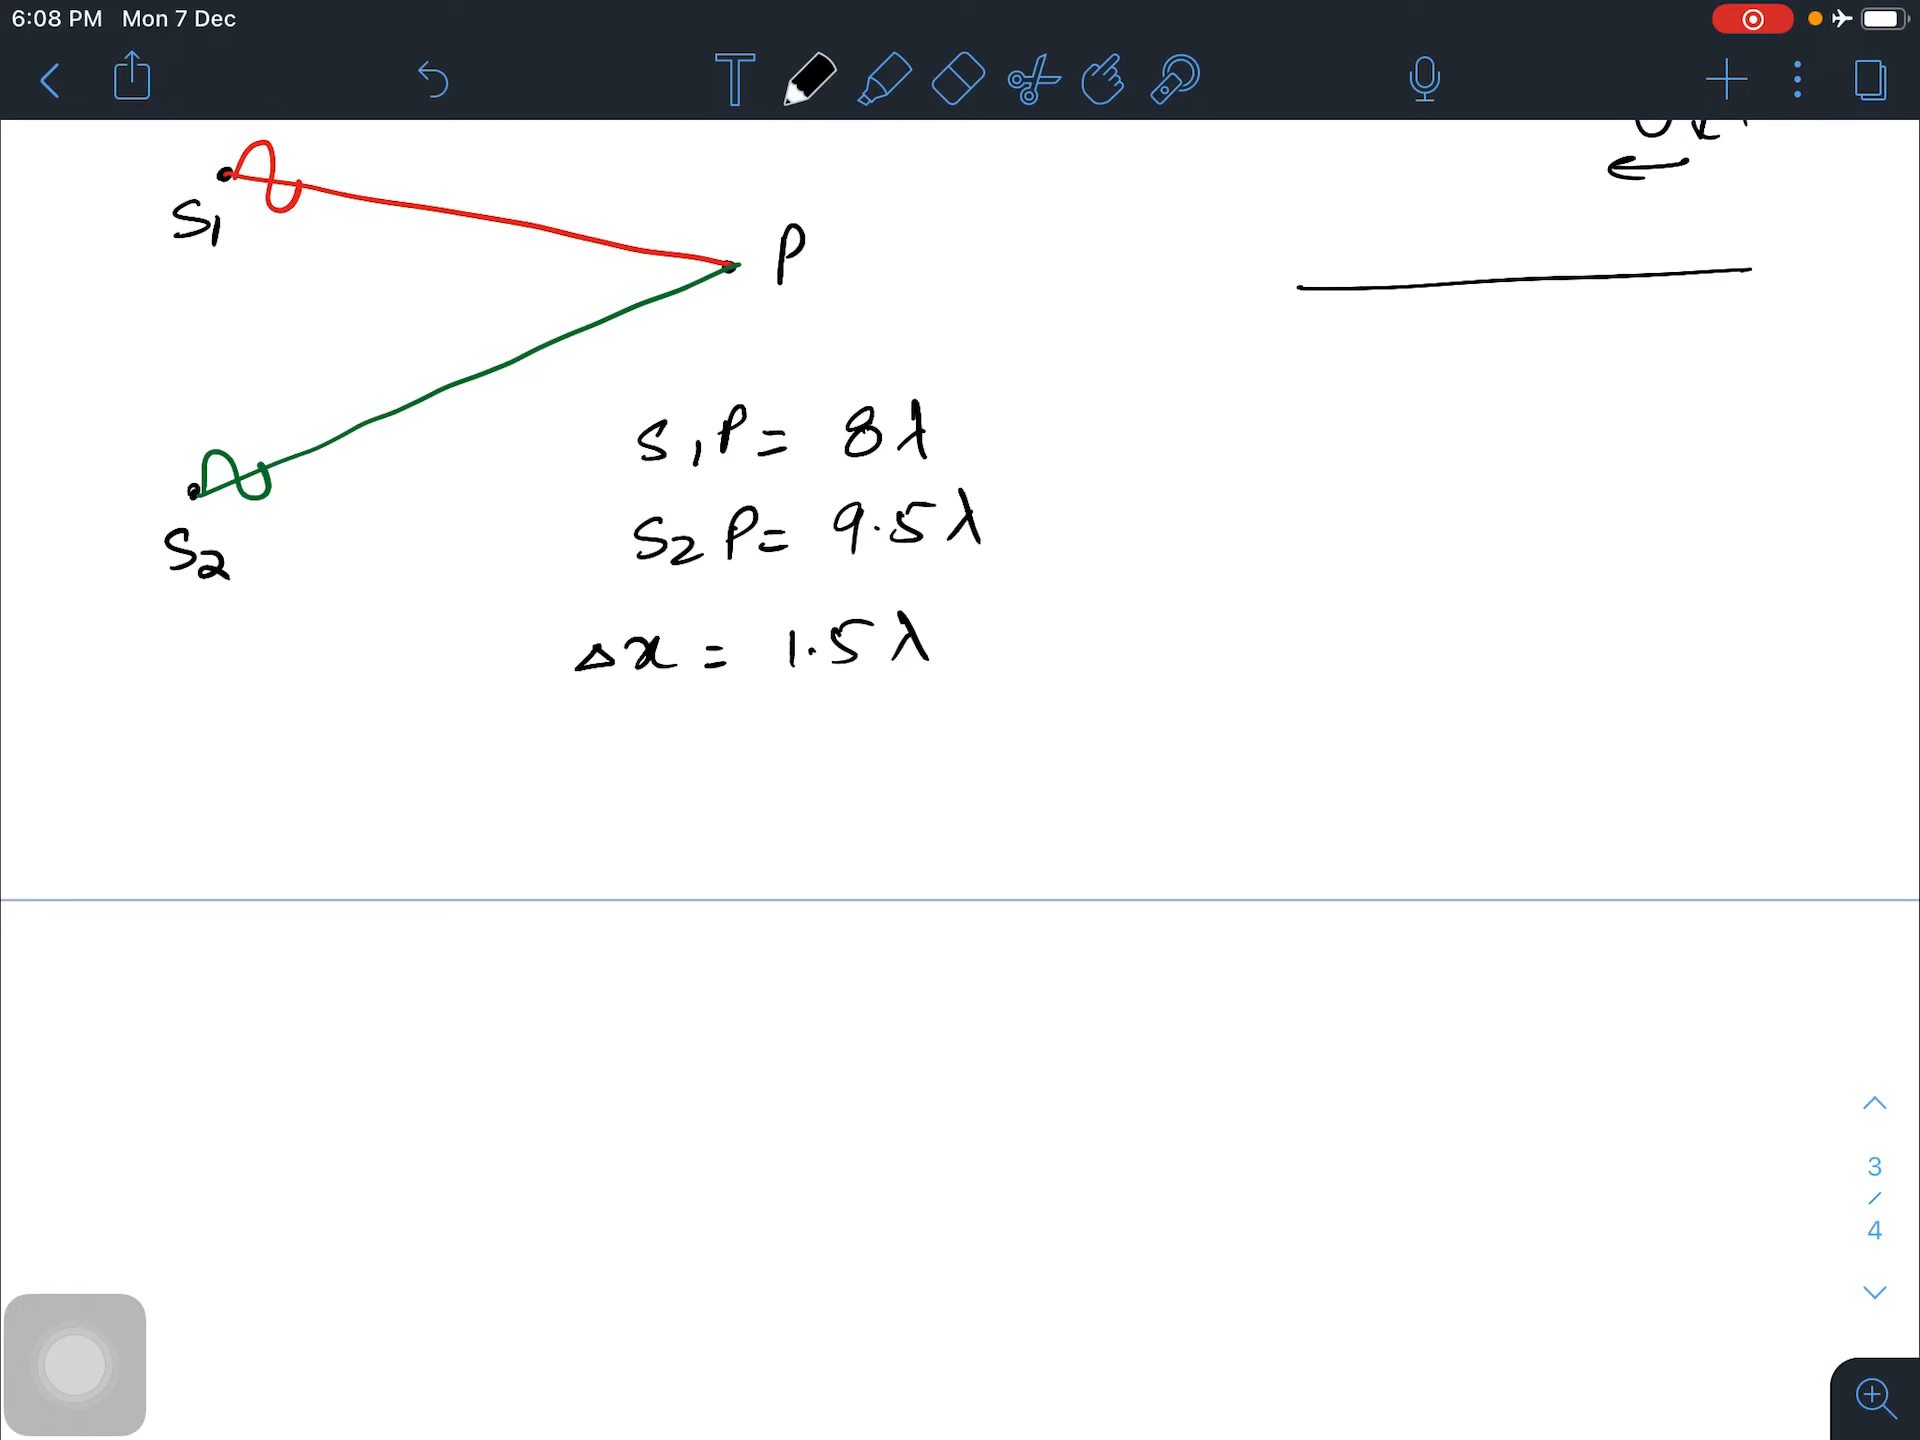 6:08 PM Mon 7 Dec
S1
P
S1P = 8λ
S2P = 9.5λ
S2
Δx = 1.5λ
3
/
4